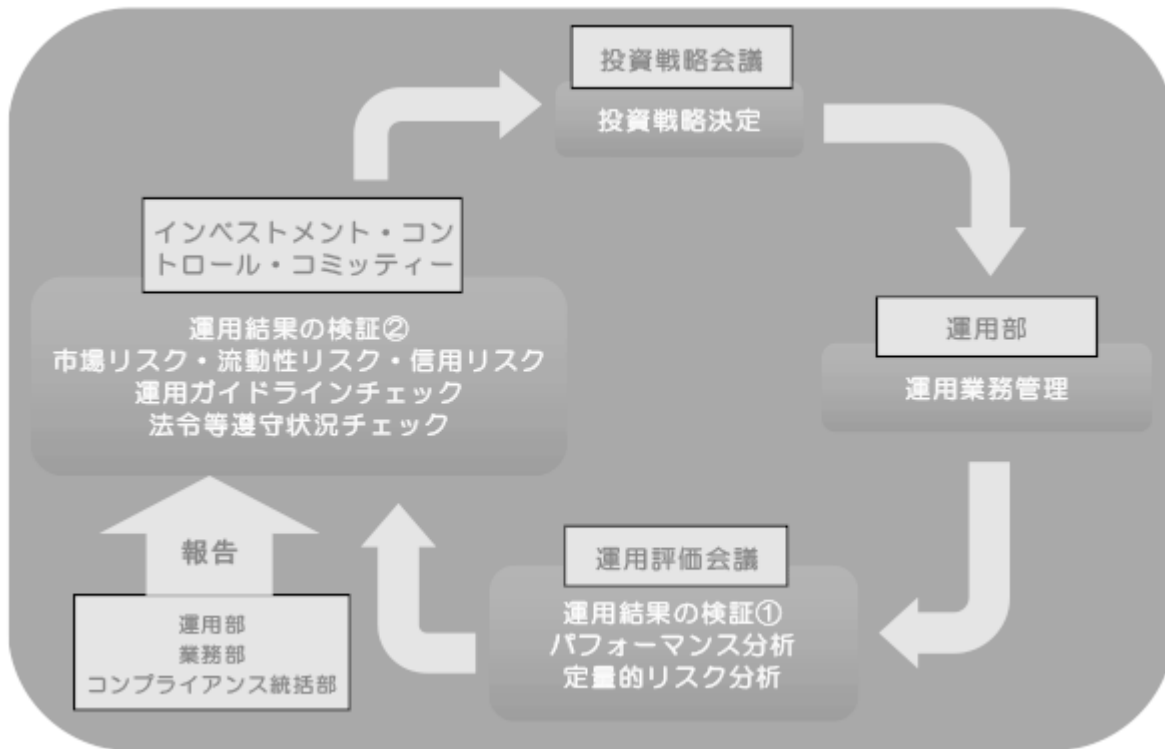 投資戦略会議
投資戦略決定
インベストメント・コン
トロール・コミッティー
運用結果の検証②
市場リスク・流動性リスク・信用リスク
運用ガイドラインチェック
法令等遵守状況チェック
運用部
運用業務管理
報告
運用部
業務部
コンプライアンス統括部
運用評価会議
運用結果の検証①
パフォーマンス分析
定量的リスク分析